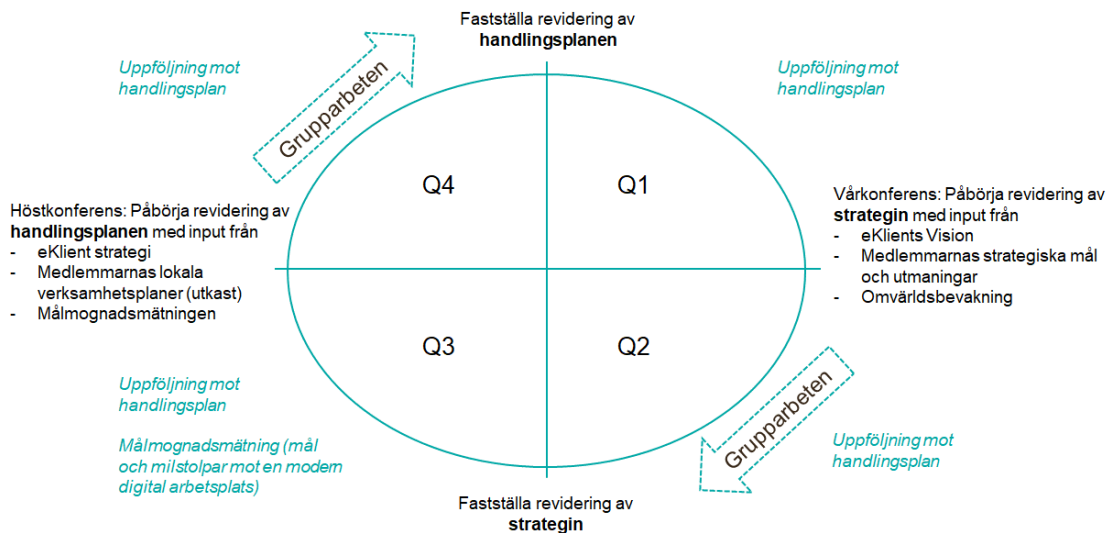 Fastställa revidering av
handlingsplanen
Uppföljning mot
handlingsplan
Grupparbeten
Uppföljning mot
handlingsplan
Q4
Q1
Höstkonferens: Påbörja revidering av
handlingsplanen med input från
- eKlient strategi
- Medlemmarnas lokala
verksamhetsplaner (utkast)
- Målmognadsmätningen
Vårkonferens: Påbörja revidering av
strategin med input från
- eKlients Vision
- Medlemmarnas strategiska mål
och utmaningar
- Omvärldsbevakning
Q3
Q2
Uppföljning mot
handlingsplan
Målmognadsmätning (mål
och milstolpar mot en modern
digital arbetsplats)
Grupparbeten
Uppföljning mot
handlingsplan
Fastställa revidering av
strategin